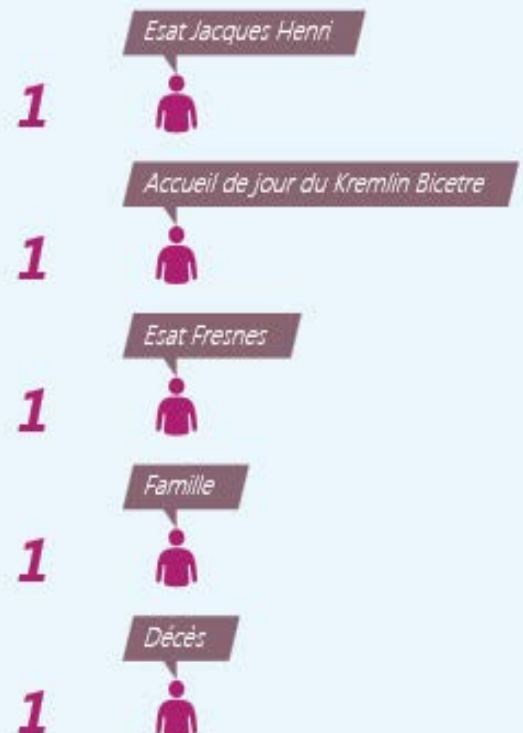 Esat Jacques Henri
1
Accueil de jour du Kremlin Bicetre
1
Esat Fresnes
1
Famille
1
Décès
1